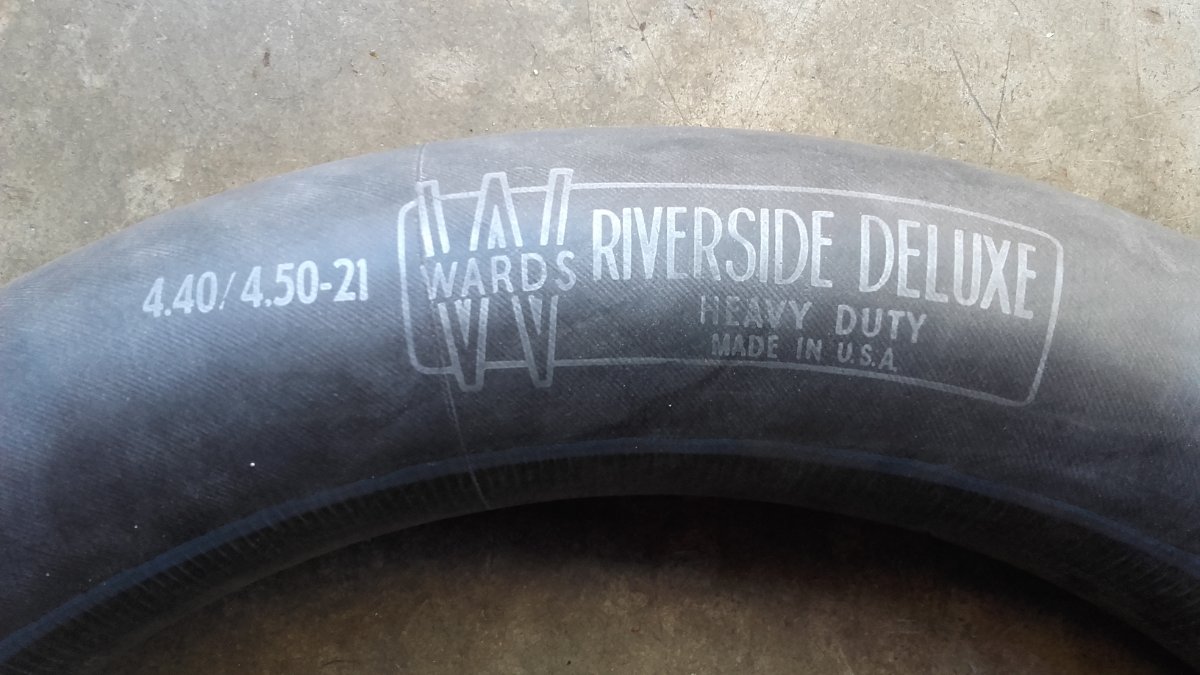 4.40/4.50-21
W
WARDS
RIVERSIDE DELUXE
HEAVY DUTY
MADE IN U.S.A.